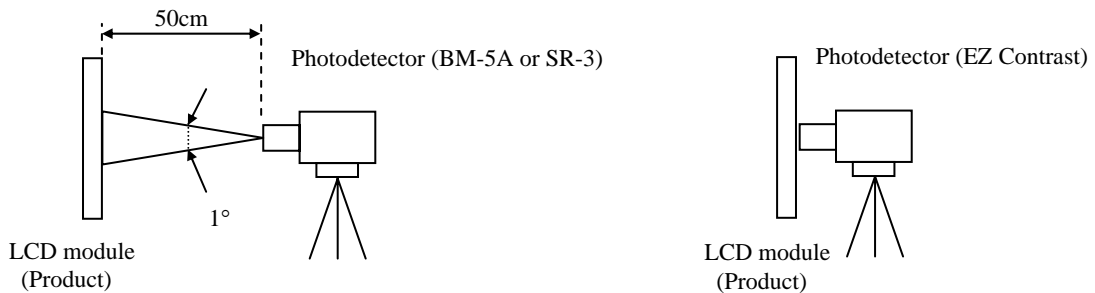 50cm
Photodetector (BM-5A or SR-3)
1°
LCD module
(Product)
Photodetector (EZ Contrast)
LCD module
(Product)